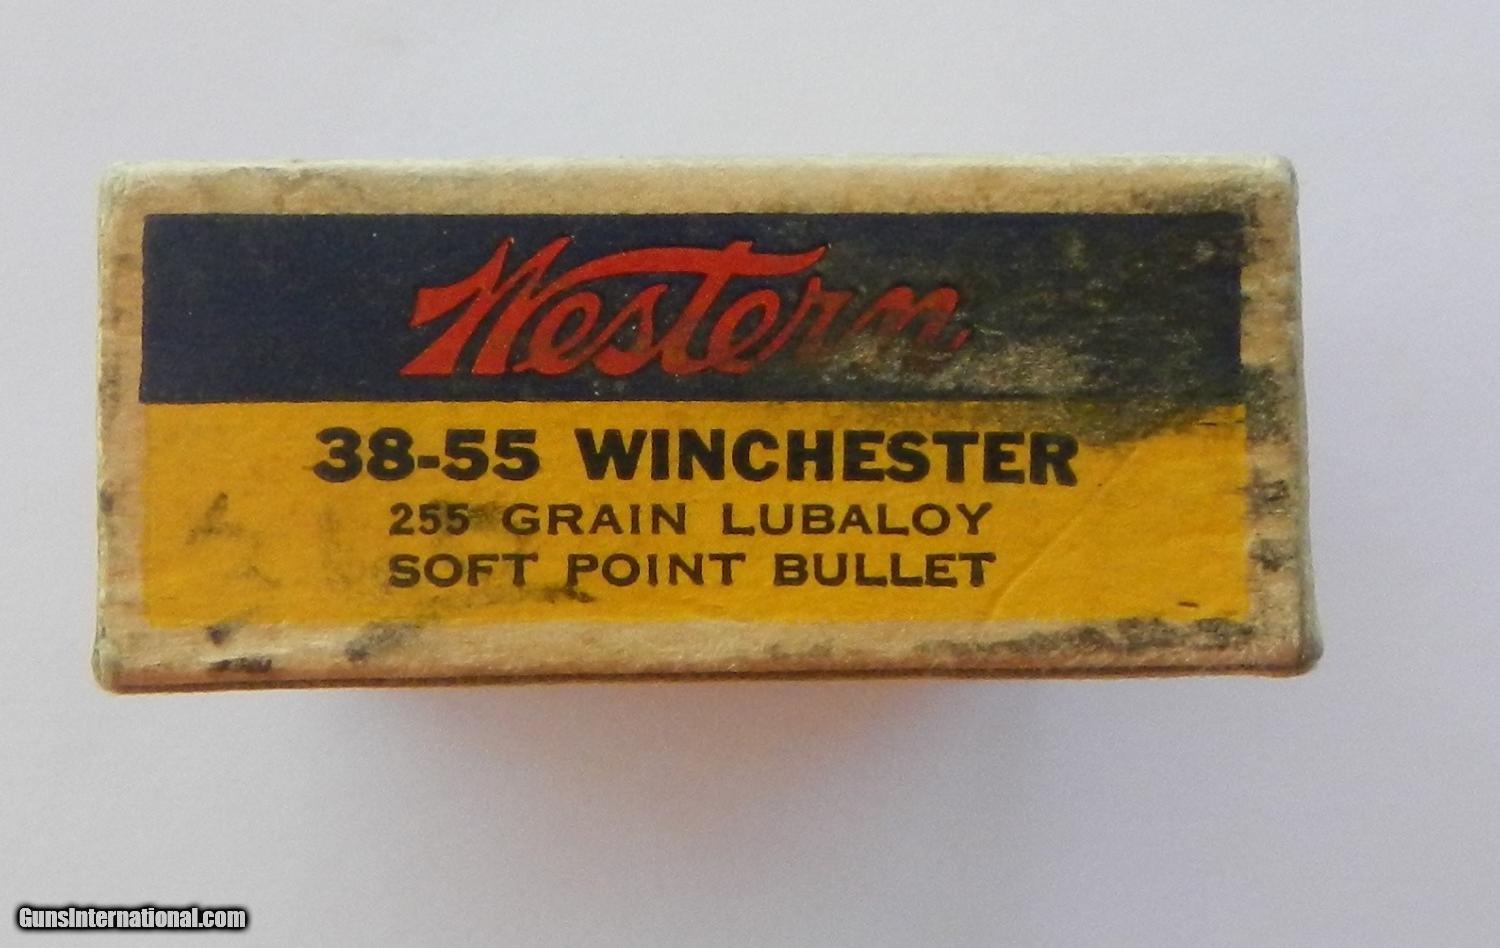 Western
38-55 WINCHESTER
255 GRAIN LUBALOY
SOFT POINT BULLET
GunsInternational.com